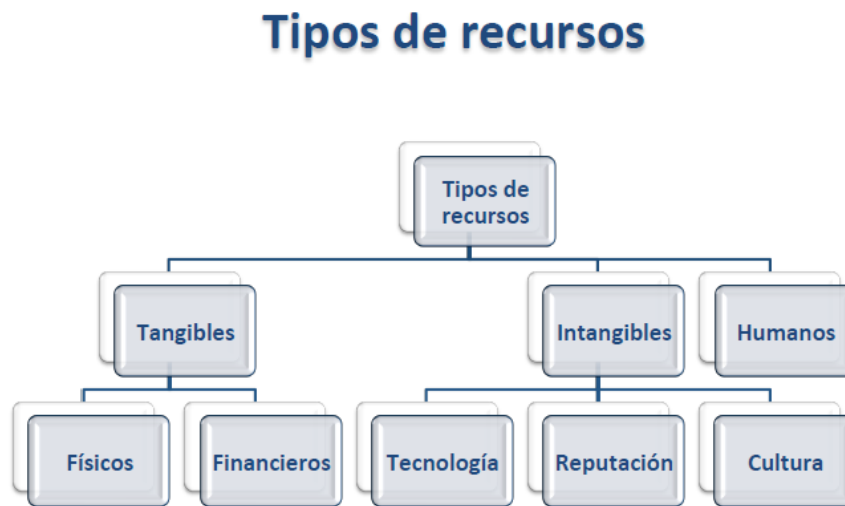 Tipos de recursos
Tipos de
recursos
Tangibles
Intangibles
Humanos
Físicos
Financieros
Tecnología
Reputación
Cultura